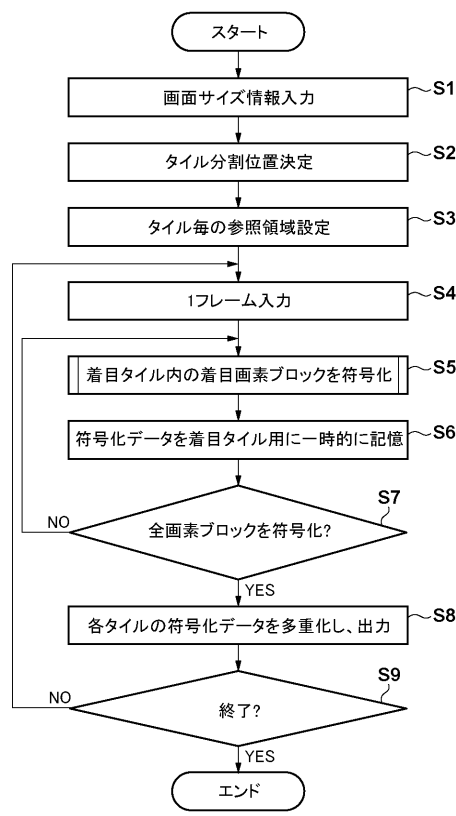 スタート
画面サイズ情報入力
S1
タイル分割位置決定
S2
タイル毎の参照領域設定
S3
1フレーム入力
S4
着目タイル内の着目画素ブロックを符号化
S5
符号化データを着目タイル用に一時的に記憶
S6
全画素ブロックを符号化?
S7
NO
YES
各タイルの符号化データを多重化し、出力
S8
終了?
S9
NO
YES
エンド